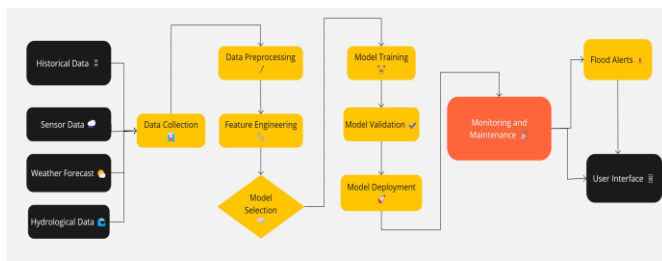 Historical Data
Sensor Data
Weather Forecast
Hydrological Data
Data Collection
Data Preprocessing
Feature Engineering
Model
Selection
Model Training
Model Validation
Model Deployment
Monitoring and
Maintenance
Flood Alerts
User Interface